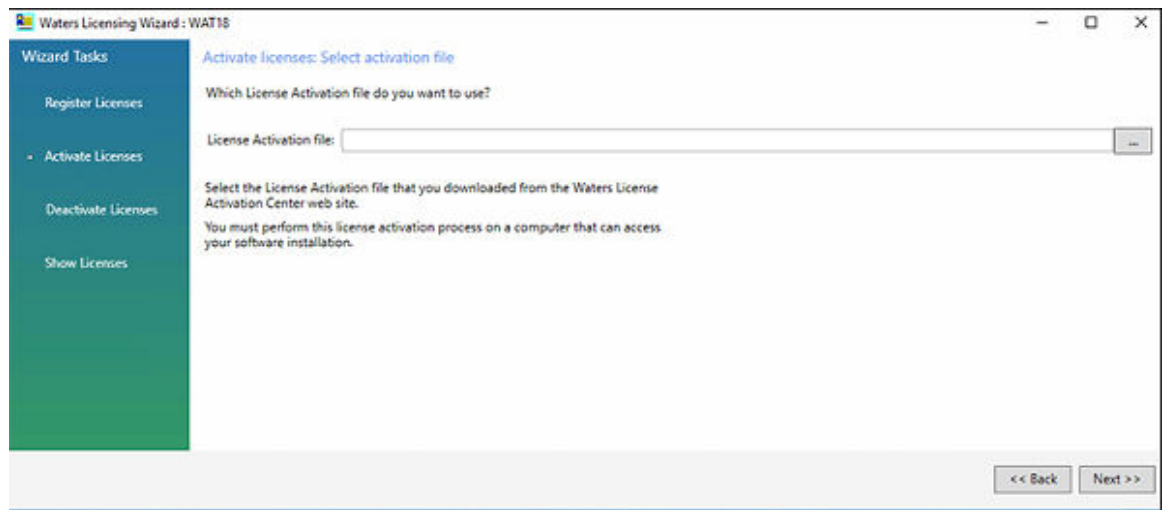 Waters Licensing Wizard : WAT18
Wizard Tasks
Register Licenses
Activate Licenses
Deactivate Licenses
Show Licenses
Activate licenses: Select activation file
Which License Activation file do you want to use?
License Activation file:
...
Select the License Activation file that you downloaded from the Waters License
Activation Center web site.
You must perform this license activation process on a computer that can access
your software installation.
<< Back
Next >>